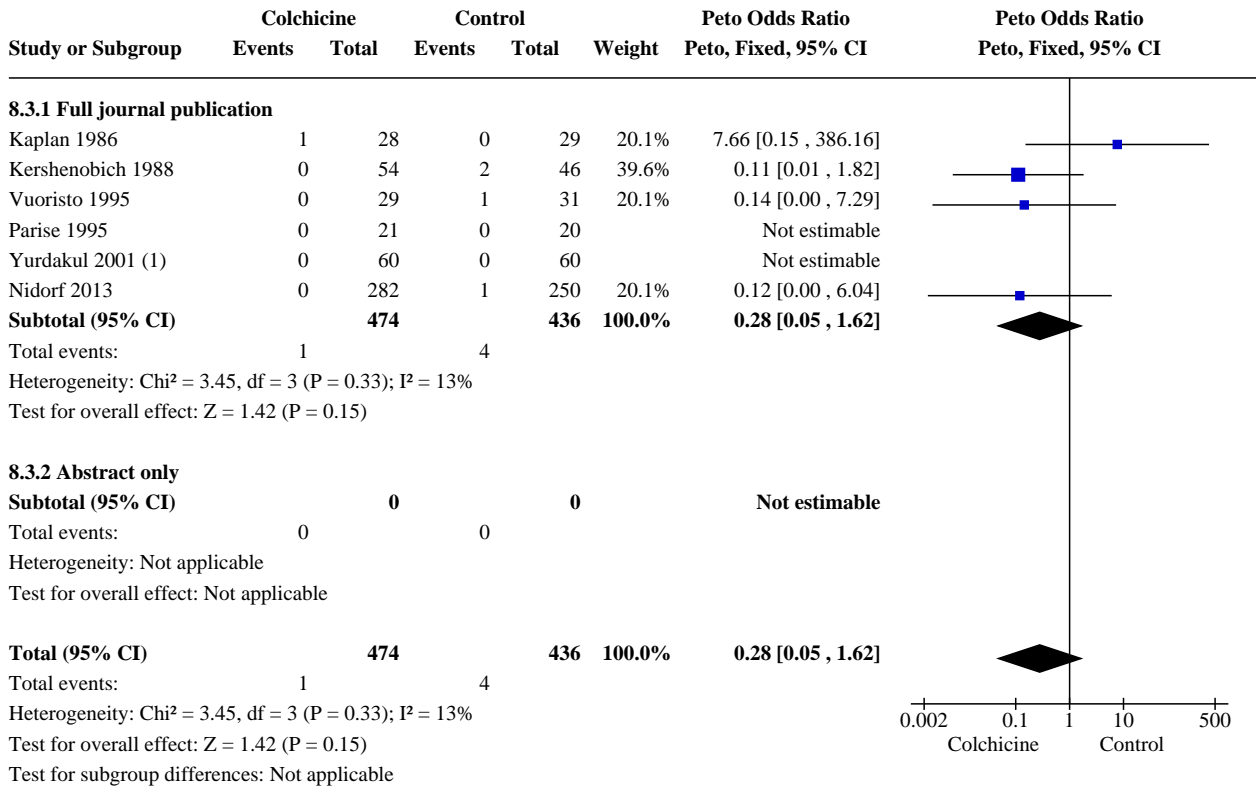 Colchicine Control Peto Odds Ratio Peto Odds Ratio
Study or Subgroup Events Total Events Total Weight Peto, Fixed, 95% CI Peto, Fixed, 95% CI
8.3.1 Full journal publication
Kaplan 1986 1 28 0 29 20.1% 7.66 [0.15 , 386.16]
Kershenobich 1988 0 54 2 46 39.6% 0.11 [0.01 , 1.82]
Vuoristo 1995 0 29 1 31 20.1% 0.14 [0.00 , 7.29]
Parise 1995 0 21 0 20 Not estimable
Yurdakul 2001 (1) 0 60 0 60 Not estimable
Nidorf 2013 0 282 1 250 20.1% 0.12 [0.00 , 6.04]
Subtotal (95% CI) 474 436 100.0% 0.28 [0.05 , 1.62]
Total events: 1 4
Heterogeneity: Chi² = 3.45, df = 3 (P = 0.33); I² = 13%
Test for overall effect: Z = 1.42 (P = 0.15)
8.3.2 Abstract only
Subtotal (95% CI) 0 0 Not estimable
Total events: 0 0
Heterogeneity: Not applicable
Test for overall effect: Not applicable
Total (95% CI) 474 436 100.0% 0.28 [0.05 , 1.62]
Total events: 1 4
Heterogeneity: Chi² = 3.45, df = 3 (P = 0.33); I² = 13%
Test for overall effect: Z = 1.42 (P = 0.15)
Test for subgroup differences: Not applicable
0.002 0.1 1 10 500
Colchicine Control